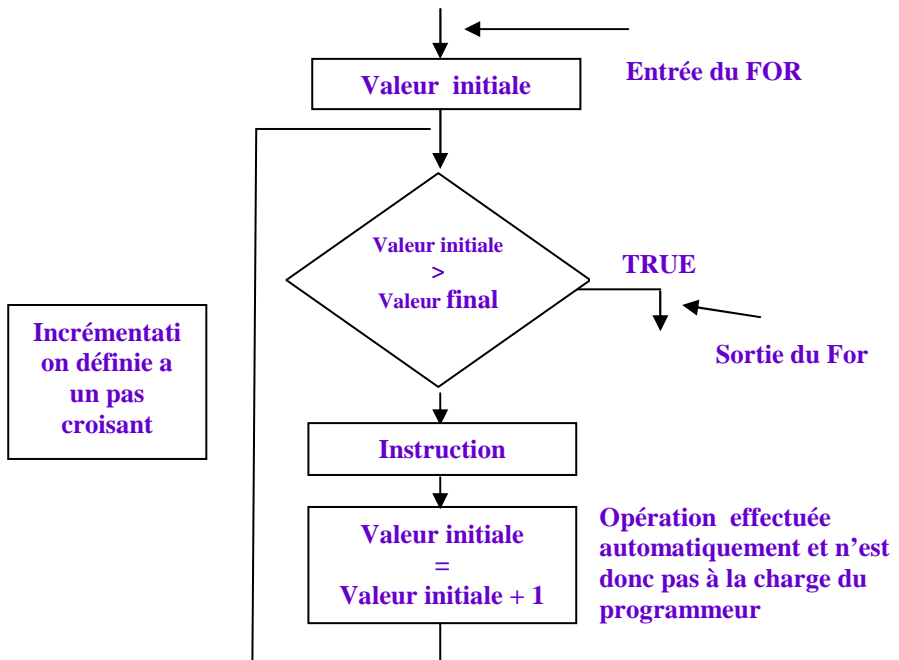 Entrée du FOR
Valeur initiale
Valeur initiale
>
Valeur final
TRUE
Sortie du For
Incrémentati
on définie a
un pas
croisant
Instruction
Valeur initiale
=
Valeur initiale + 1
Opération effectuée
automatiquement et n’est
donc pas à la charge du
programmeur